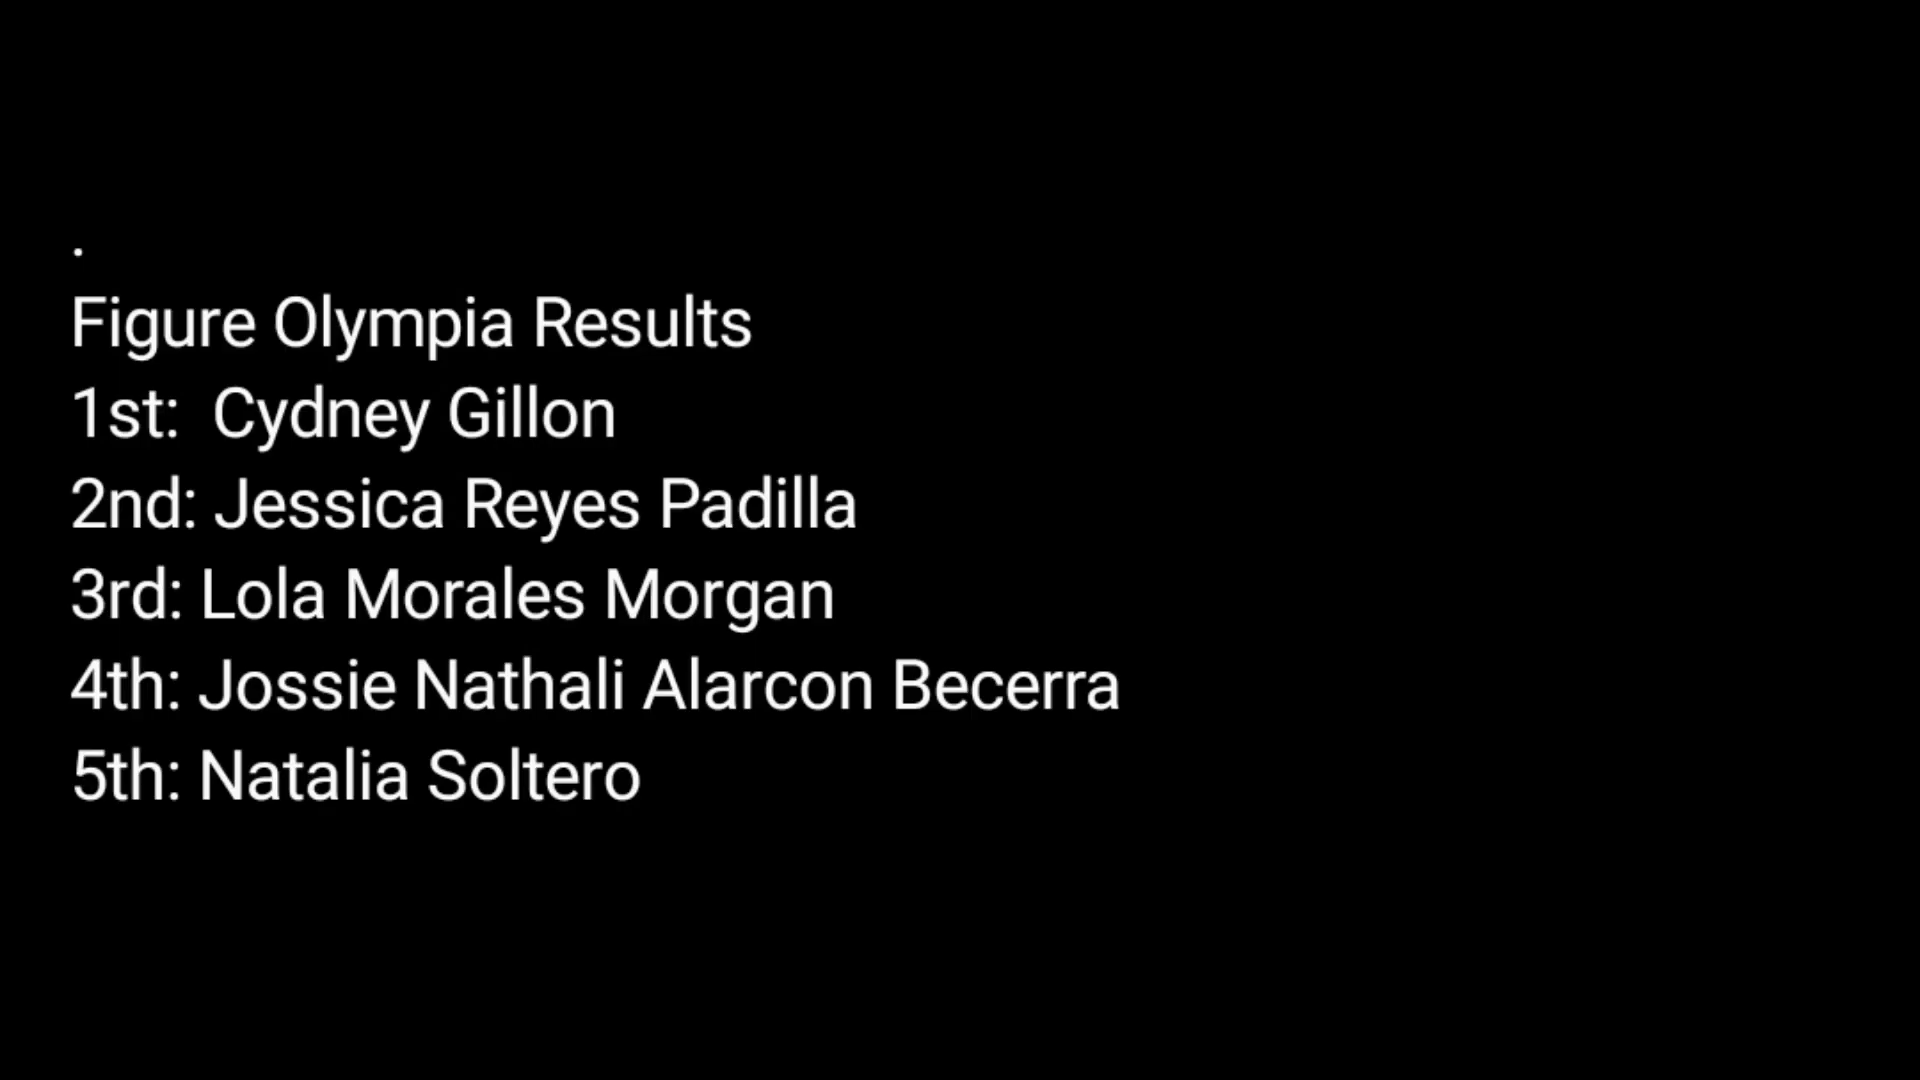 .
Figure Olympia Results
1st:  Cydney Gillon
2nd: Jessica Reyes Padilla
3rd: Lola Morales Morgan
4th: Jossie Nathali Alarcon Becerra
5th: Natalia Soltero